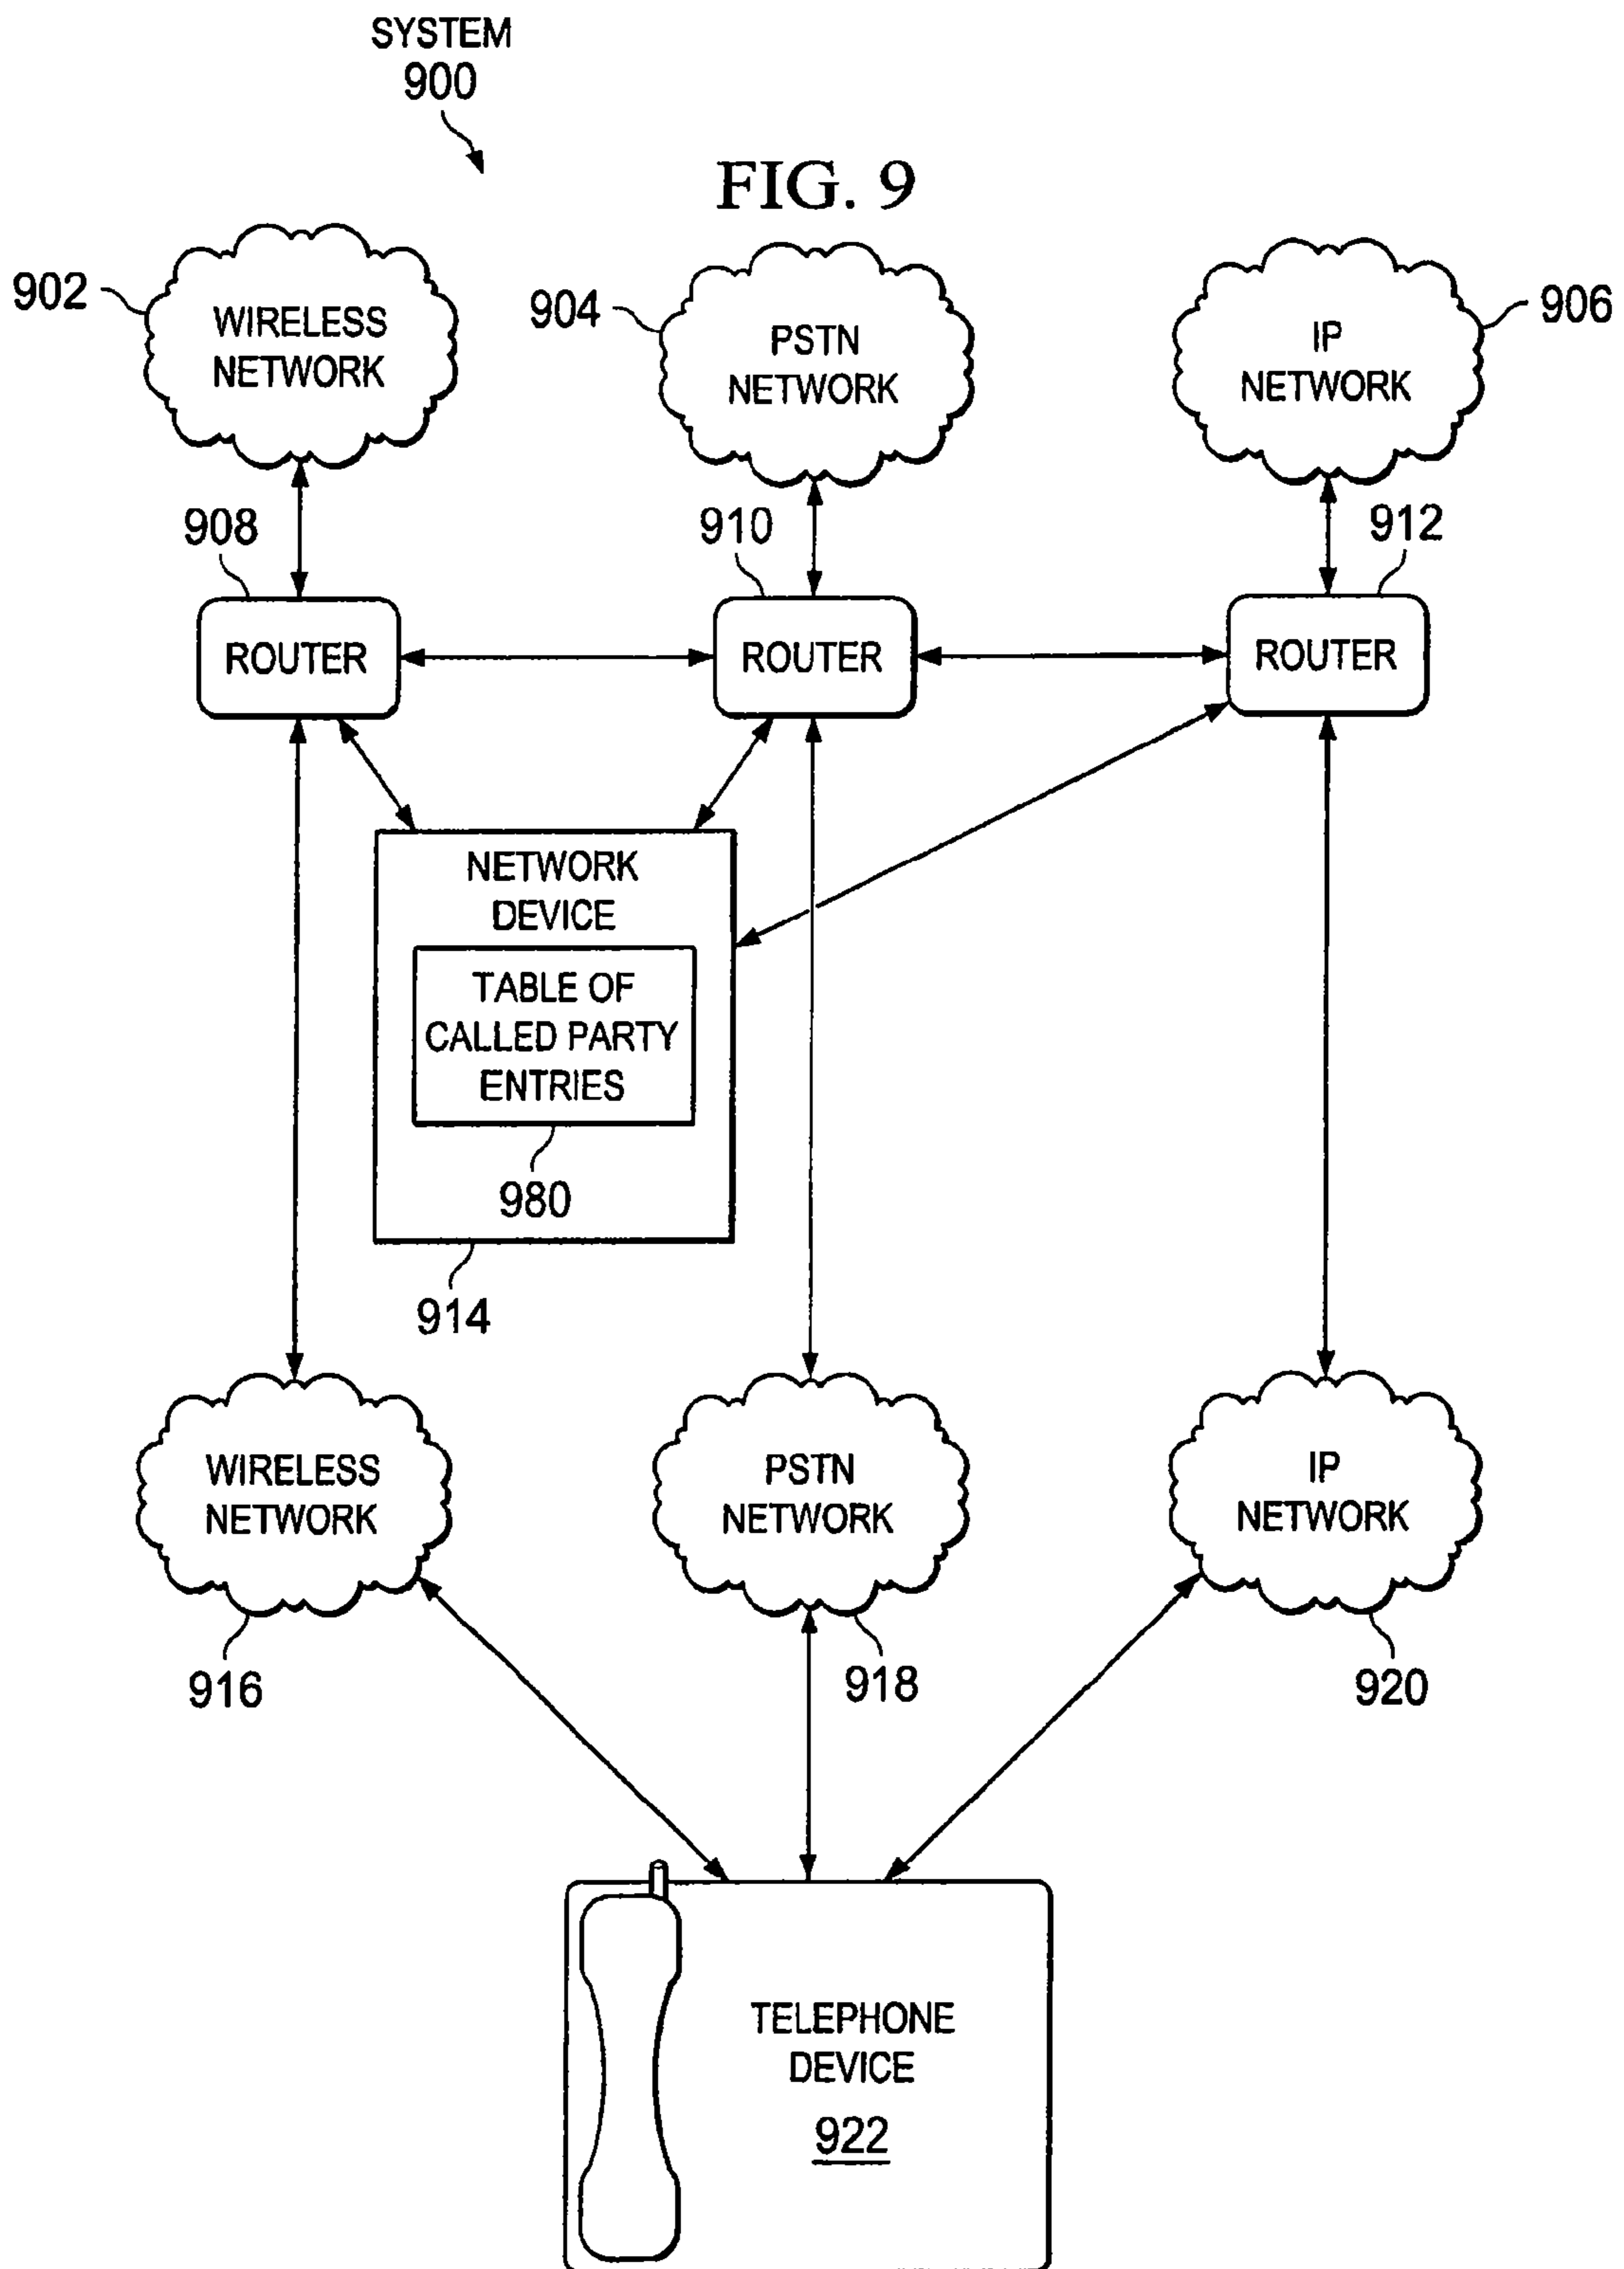 SYSTEM
900
FIG. 9
902
WIRELESS
NETWORK
904
PSTN
NETWORK
906
IP
NETWORK
908
910
912
ROUTER
ROUTER
ROUTER
NETWORK
DEVICE
TABLE OF
CALLED PARTY
ENTRIES
980
914
WIRELESS
NETWORK
PSTN
NETWORK
IP
NETWORK
916
918
920
TELEPHONE
DEVICE
922